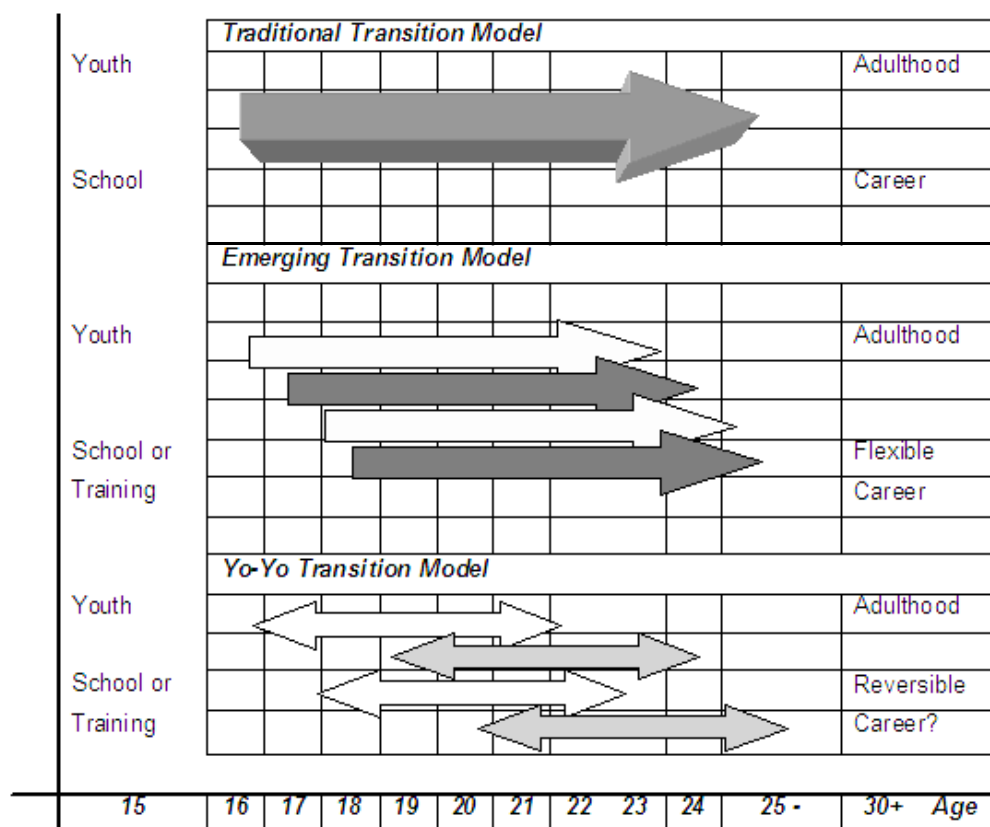 Traditional Transition Model
Youth Adulthood
School Career
Emerging Transition Model
Youth Adulthood
School or Flexible
Training Career
Yo-Yo Transition Model
Youth Adulthood
School or Reversible
Training Career?
15 16 17 18 19 20 21 22 23 24 25 - 30+ Age